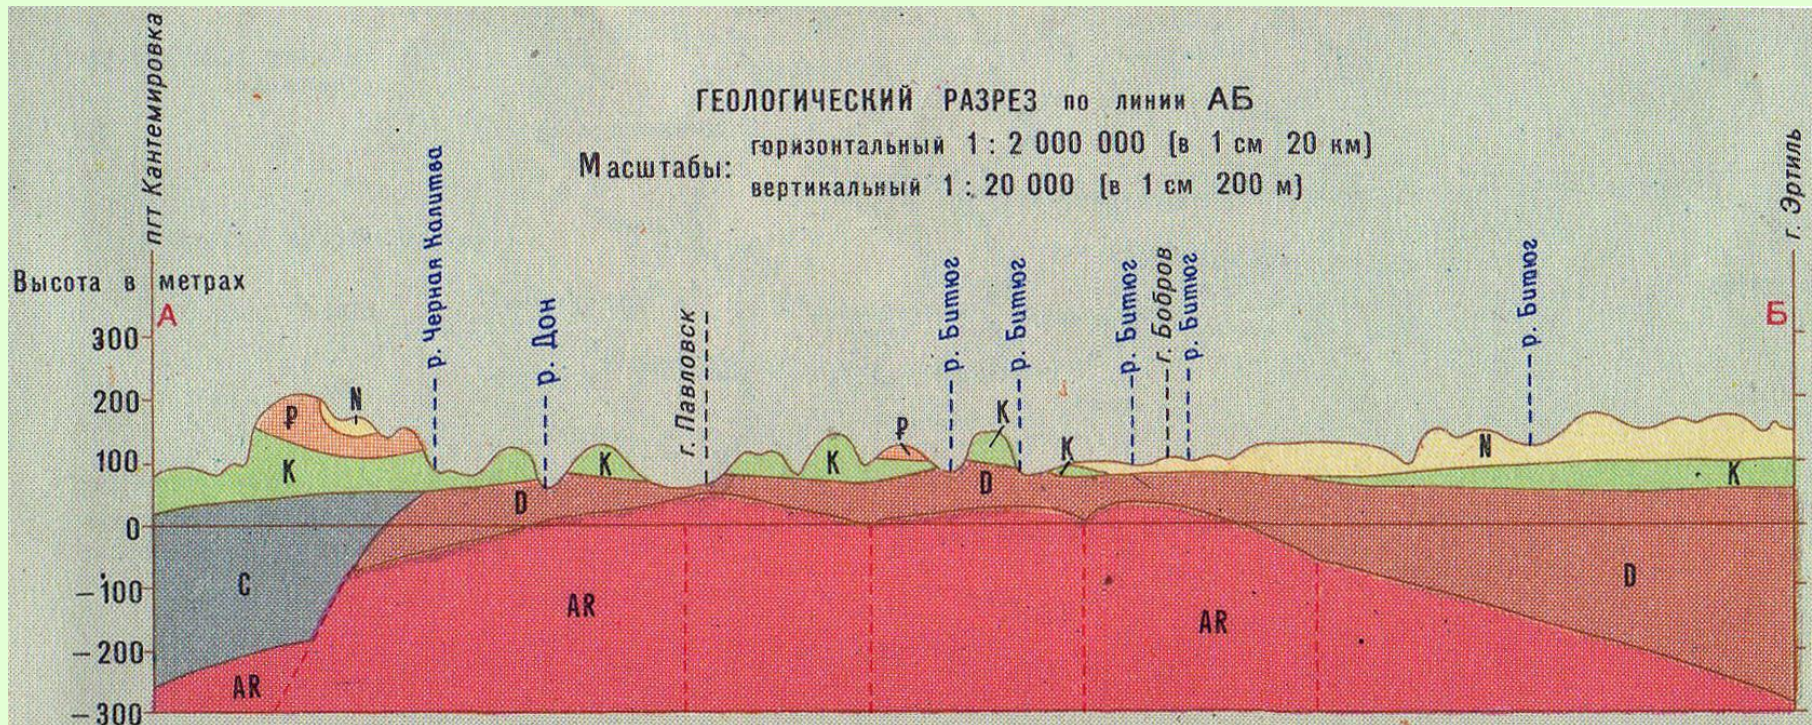 пгт Кантемировка
ГЕОЛОГИЧЕСКИЙ РАЗРЕЗ по линии АБ
Масштабы:
горизонтальный 1 : 2 000 000 (в 1 см 20 км)
вертикальный 1 : 20 000 (в 1 см 200 м)
р. Черная Калитва
р. Дон
г. Павловск
р. Битюг
р. Битюг
р. Битюг
г. Бобров
р. Битюг
р. Битюг
г. Эртиль
Высота в метрах
А
Б
300
200
100
0
–100
–200
–300
₽
N
K
K
K
₽
K
K
N
K
D
D
D
C
AR
AR
AR